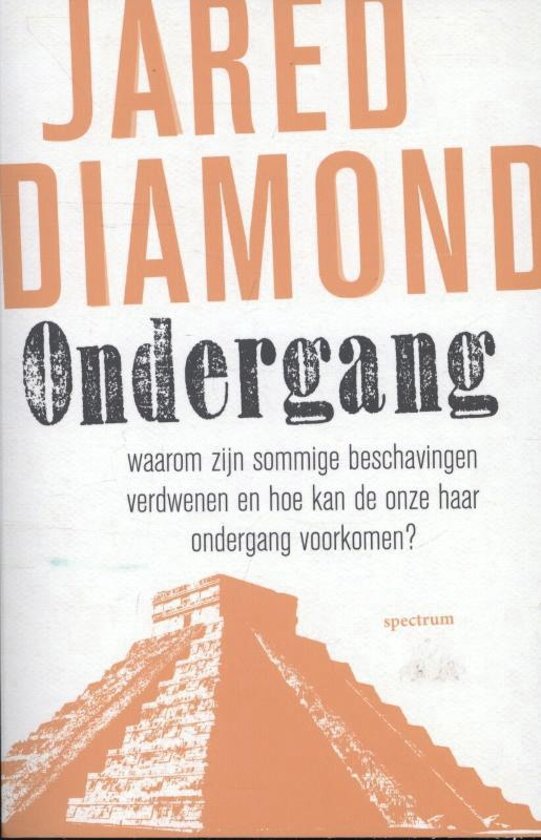 JARED
DIAMOND
Ondergang
waarom zijn sommige beschavingen
verdwenen en hoe kan de onze haar
ondergang voorkomen?
spectrum